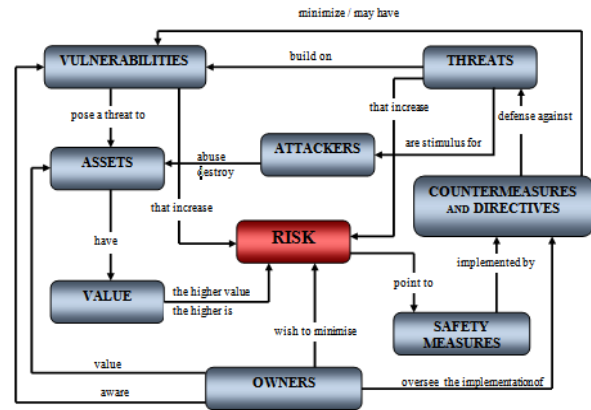 minimize / may have
VULNERABILITIES
build on
THREATS
pose a threat to
that increase
defense against
ATTACKERS
are stimulus for
abuse
destroy
ASSETS
COUNTERMEASURES
AND DIRECTIVES
that increase
have
RISK
implemented by
point to
VALUE
the higher value
the higher is
SAFETY
MEASURES
wish to minimise
value
OWNERS
aware
oversee the implementation of